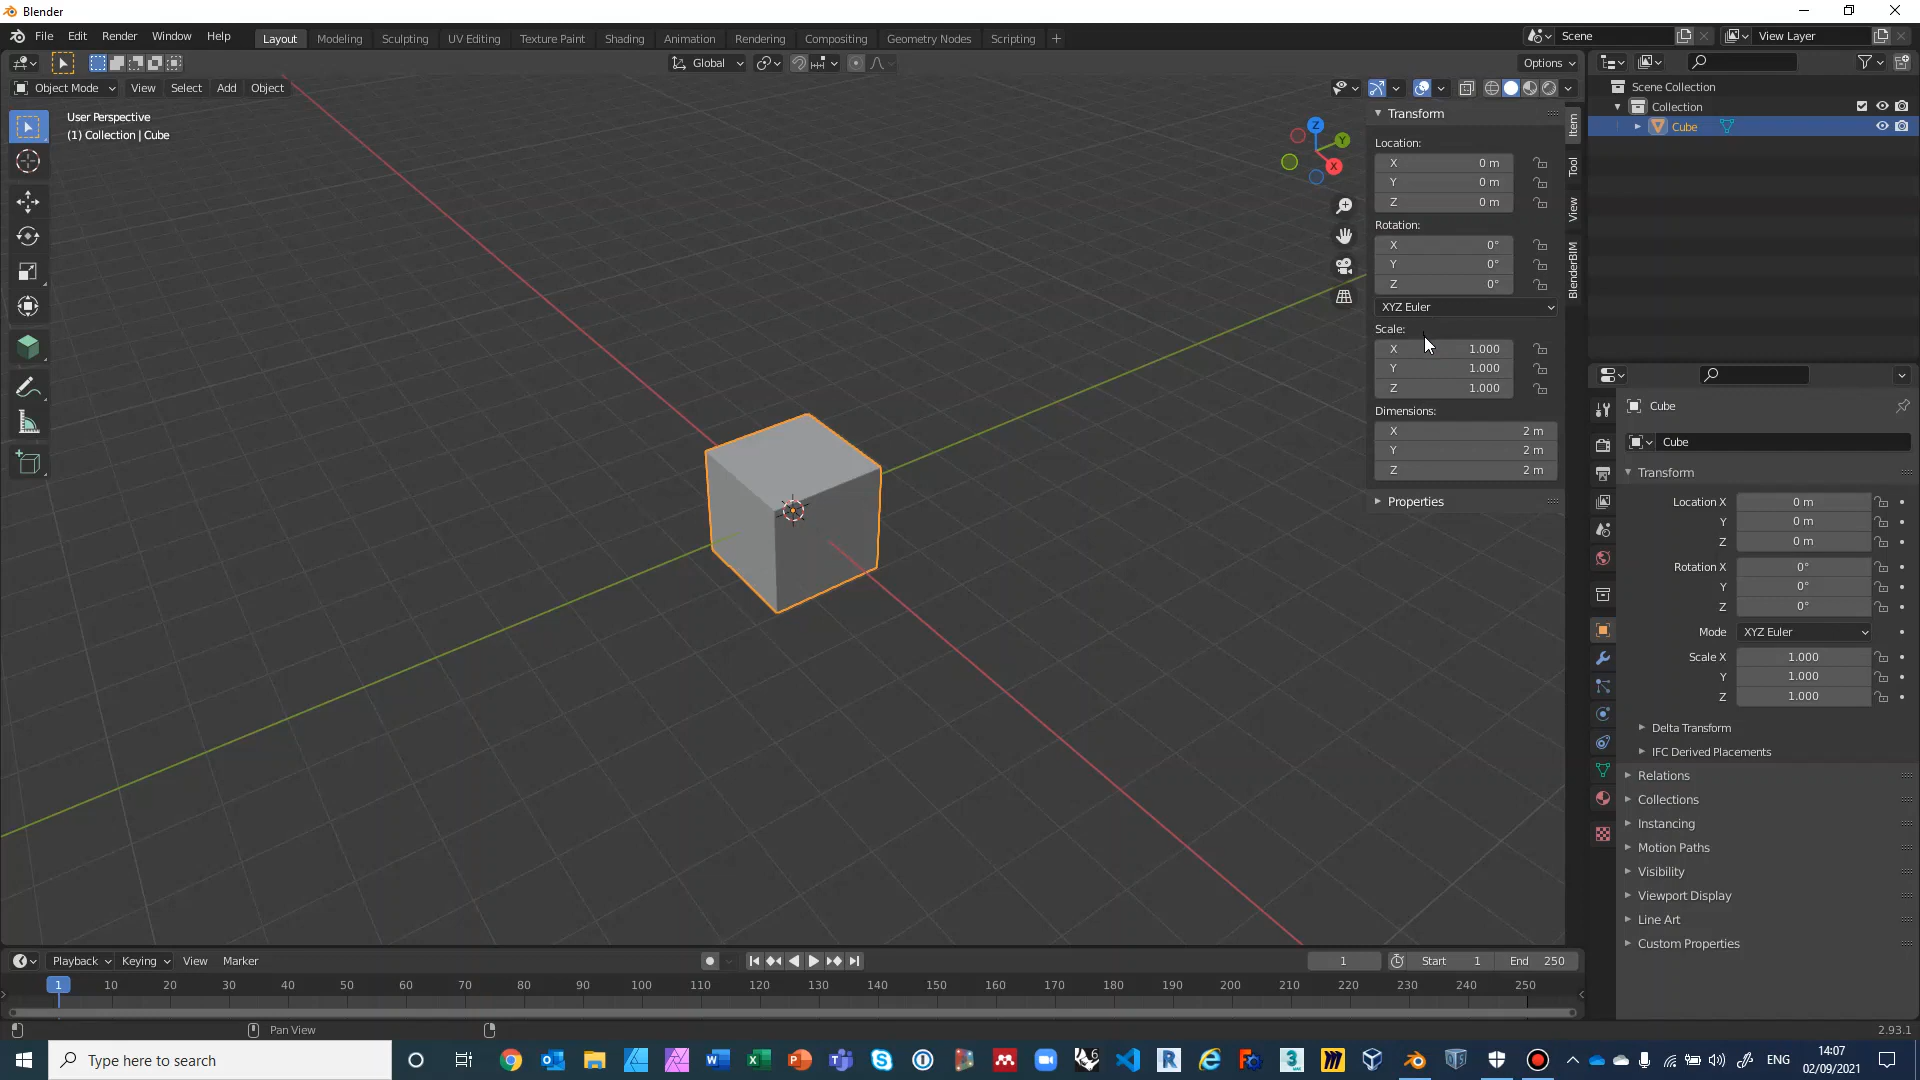 Blender
File Edit Render Window Help
Layout Modeling Sculpting UV Editing Texture Paint Shading Animation Rendering Compositing Geometry Nodes Scripting +
Scene
View Layer
Global
Options
Object Mode View Select Add Object
User Perspective
(1) Collection | Cube
Z
Y
X
Transform
Location:
X 0 m
Y 0 m
Z 0 m
Rotation:
X 0°
Y 0°
Z 0°
XYZ Euler
Scale:
X 1.000
Y 1.000
Z 1.000
Dimensions:
X 2 m
Y 2 m
Z 2 m
Properties
Item
Tool
View
BlenderBIM
Scene Collection
Collection
Cube
Cube
Cube
Transform
Location X 0 m
Y 0 m
Z 0 m
Rotation X 0°
Y 0°
Z 0°
Mode XYZ Euler
Scale X 1.000
Y 1.000
Z 1.000
Delta Transform
IFC Derived Placements
Relations
Collections
Instancing
Motion Paths
Visibility
Viewport Display
Line Art
Custom Properties
Playback Keying View Marker
1 Start 1 End 250
1 10 20 30 40 50 60 70 80 90 100 110 120 130 140 150 160 170 180 190 200 210 220 230 240 250
Pan View
2.93.1
Type here to search
ENG
14:07
02/09/2021